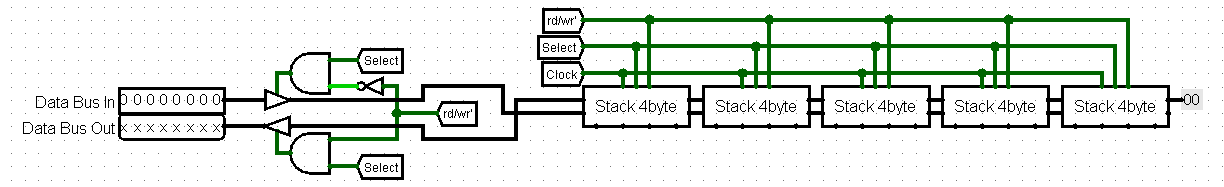 rd/wr'
Select
Select
Clock
Data Bus In 0 0 0 0 0 0 0 0
rd/wr'
Stack 4byte Stack 4byte Stack 4byte Stack 4byte Stack 4byte 00
Data Bus Out x x x x x x x x
Select